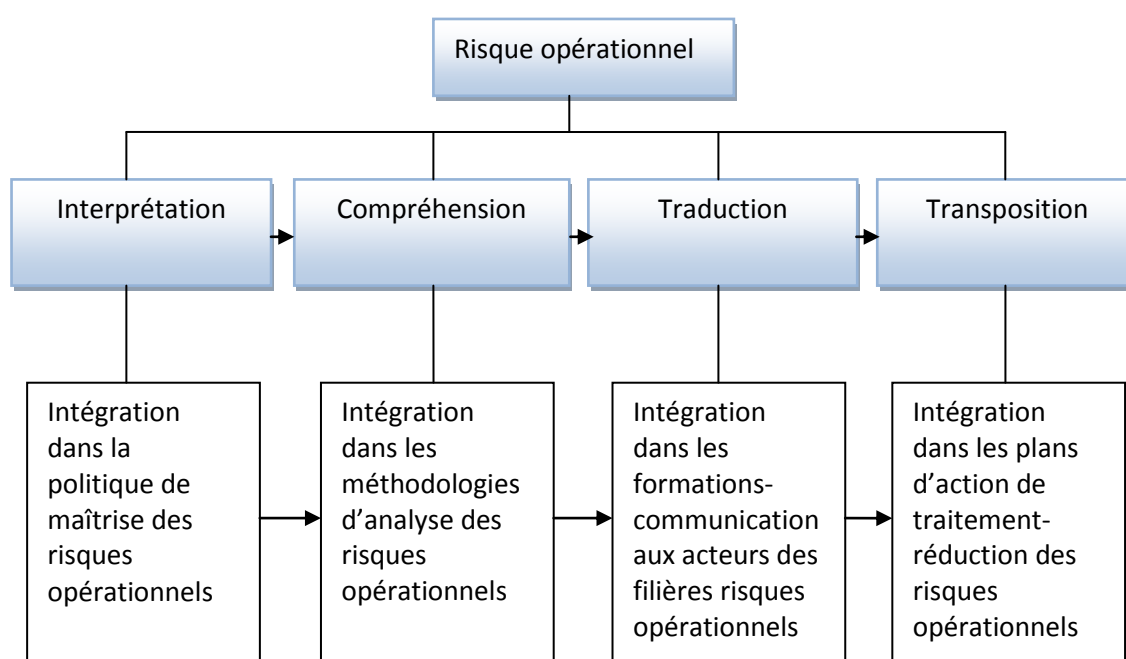 Risque opérationnel
Interprétation
Compréhension
Traduction
Transposition
Intégration
dans la
politique de
maîtrise des
risques
opérationnels
Intégration
dans les
méthodologies
d’analyse des
risques
opérationnels
Intégration
dans les
formations-
communication
aux acteurs des
filières risques
opérationnels
Intégration
dans les plans
d’action de
traitement-
réduction des
risques
opérationnels